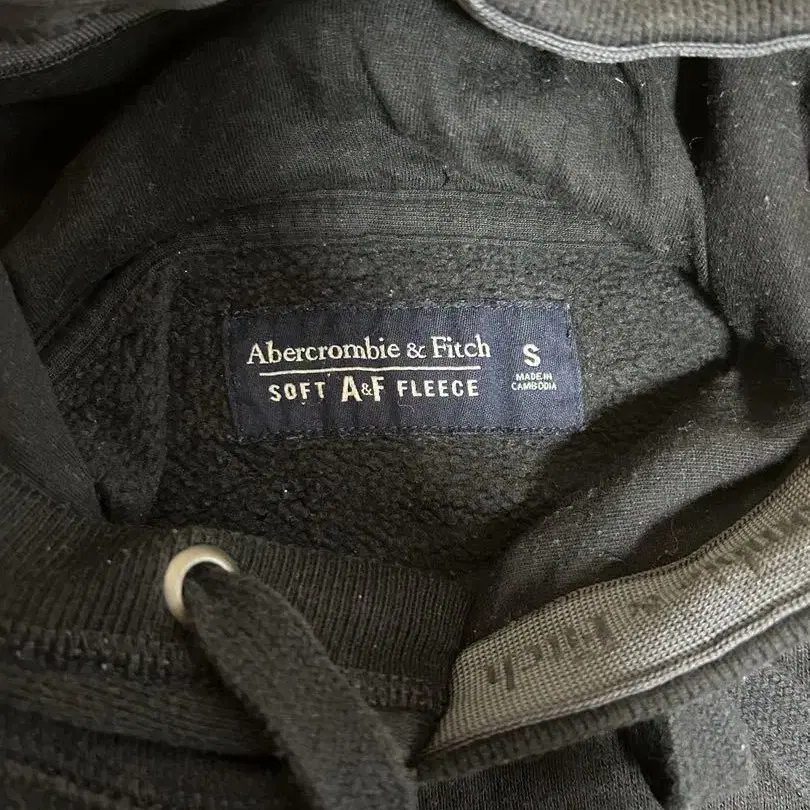 Abercrombie & Fitch
SOFT A&F FLEECE
S
MADE IN
CAMBODIA
& Fitch